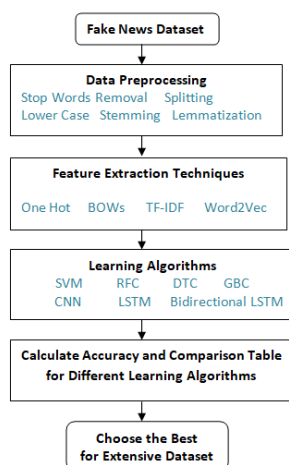 Fake News Dataset
Data Preprocessing
Stop Words Removal Splitting
Lower Case Stemming Lemmatization
Feature Extraction Techniques
One Hot BOWs TF-IDF Word2Vec
Learning Algorithms
SVM RFC DTC GBC
CNN LSTM Bidirectional LSTM
Calculate Accuracy and Comparison Table
for Different Learning Algorithms
Choose the Best
for Extensive Dataset